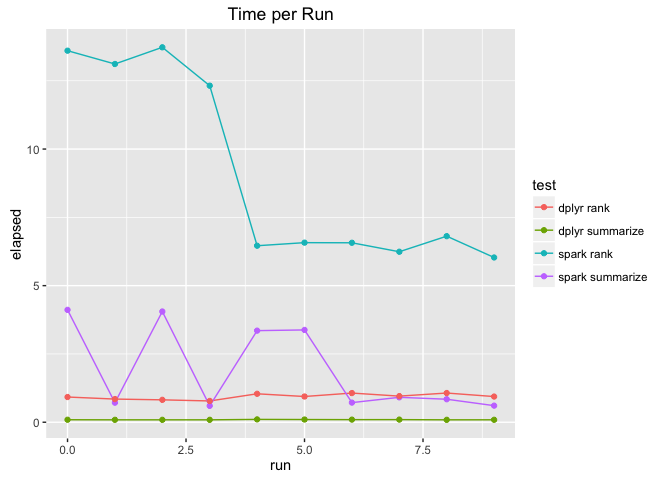 Time per Run
elapsed
10
5
0
0.0 2.5 5.0 7.5
run
test
dplyr rank
dplyr summarize
spark rank
spark summarize